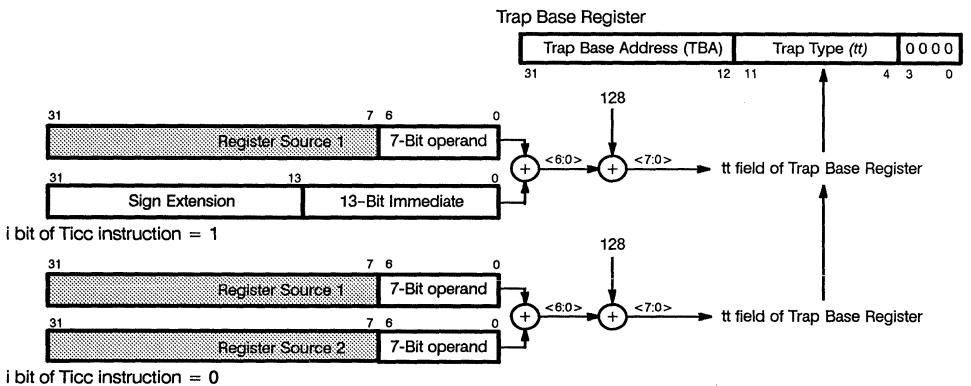 Trap Base Register
Trap Base Address (TBA) Trap Type (tt) 0 0 0 0
31 12 11 4 3 0
128
31 7 6 0
Register Source 1 7-Bit operand
+ <6:0> + <7:0> tt field of Trap Base Register
31 13 0
Sign Extension 13-Bit Immediate
i bit of Ticc instruction = 1
128
31 7 6 0
Register Source 1 7-Bit operand
+ <6:0> + <7:0> tt field of Trap Base Register
31 7 6 0
Register Source 2 7-Bit operand
i bit of Ticc instruction = 0